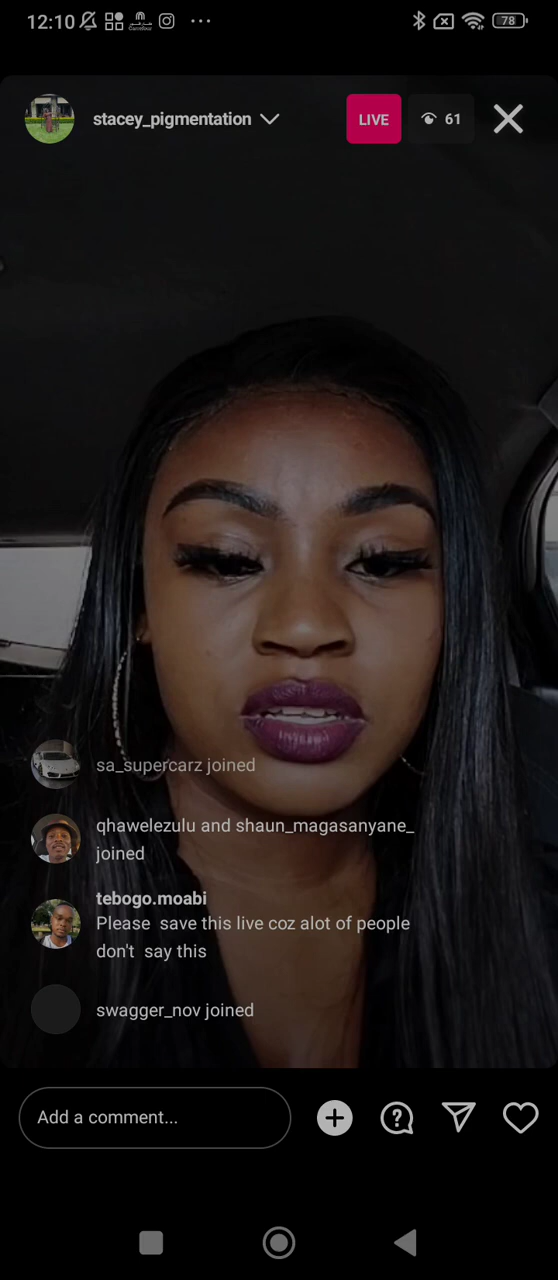 12:10
78
stacey_pigmentation
LIVE
61
sa_supercarz joined
qhawelezulu and shaun_magasanyane_
joined
tebogo.moabi
Please save this live coz alot of people
don't say this
swagger_nov joined
Add a comment...